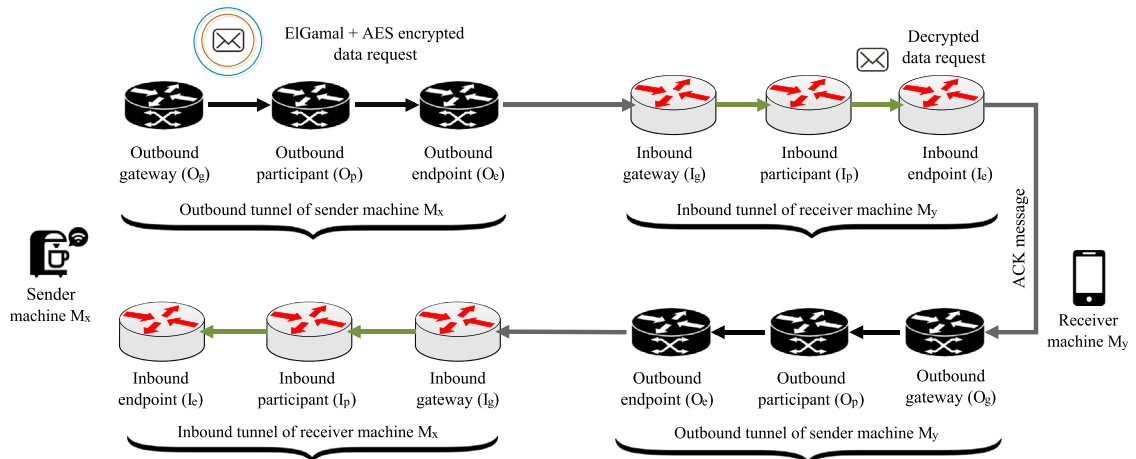 ElGamal + AES encrypted
data request
Decrypted
data request
Outbound
gateway (Og)
Outbound
participant (Op)
Outbound
endpoint (Oe)
Inbound
gateway (Ig)
Inbound
participant (Ip)
Inbound
endpoint (Ie)
Outbound tunnel of sender machine Mx
Inbound tunnel of receiver machine My
ACK message
Sender
machine Mx
Receiver
machine My
Inbound
endpoint (Ie)
Inbound
participant (Ip)
Inbound
gateway (Ig)
Outbound
endpoint (Oe)
Outbound
participant (Op)
Outbound
gateway (Og)
Inbound tunnel of receiver machine Mx
Outbound tunnel of sender machine My